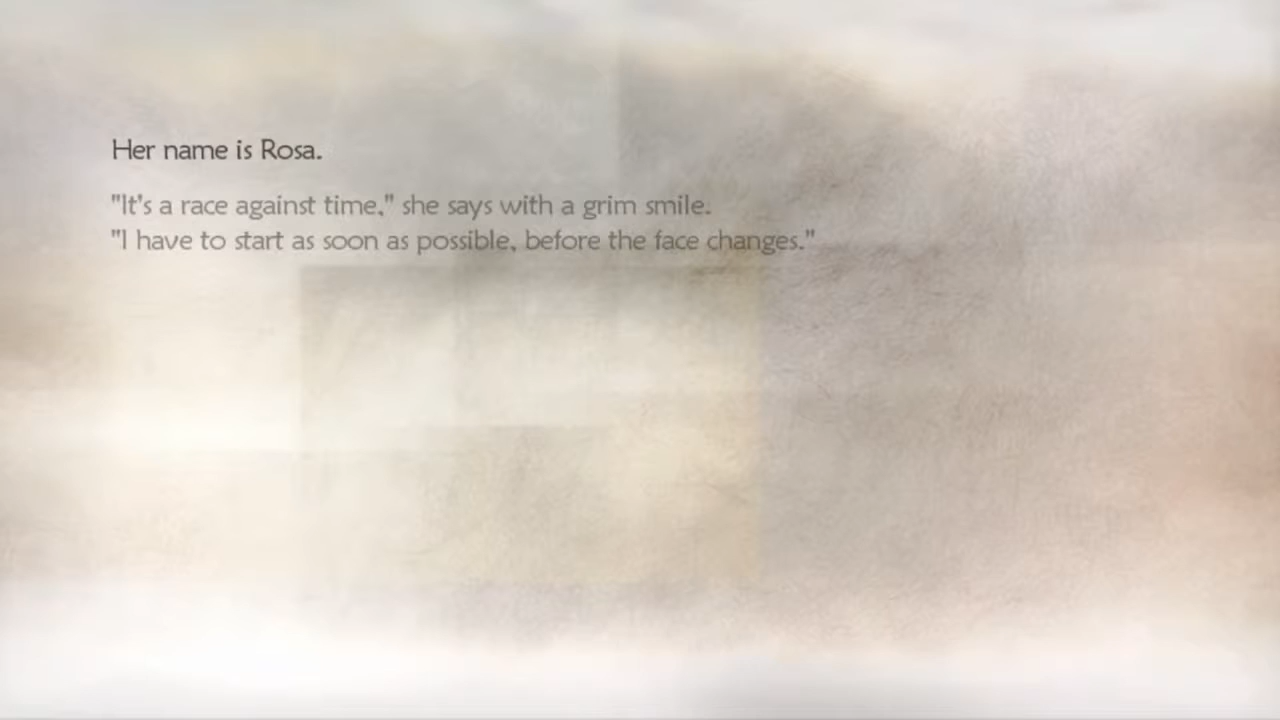 Her name is Rosa.
"It's a race against time," she says with a grim smile.
"I have to start as soon as possible, before the face changes."